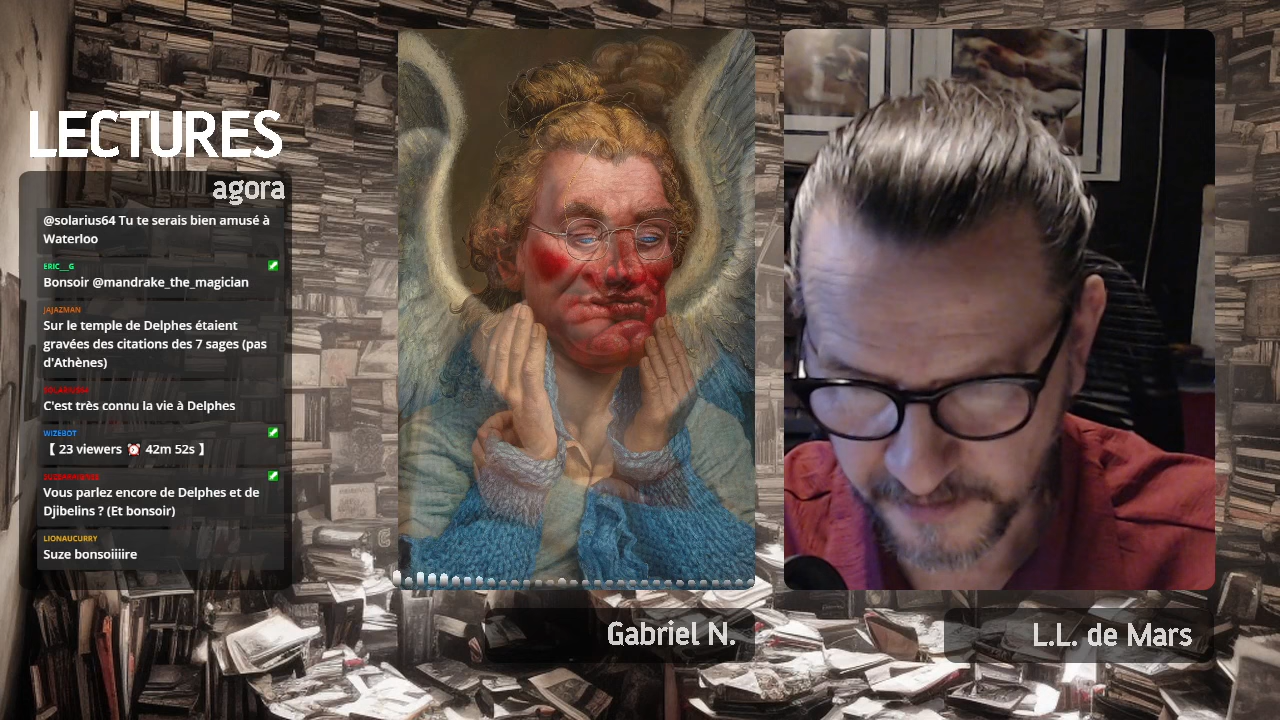 LECTURES
agora
@solarius64 Tu te serais bien amusé à
Waterloo
ERIC__G
Bonsoir @mandrake_the_magician
JAJAZMAN
Sur le temple de Delphes étaient
gravées des citations des 7 sages (pas
d'Athènes)
SOLARIUS64
C'est très connu la vie à Delphes
WIZEBOT
【 23 viewers ⏰ 42m 52s 】
Vous parlez encore de Delphes et de
Djibelins ? (Et bonsoir)
LIONAUCURRY
Suze bonsoiiiire
Gabriel N.
L.L. de Mars